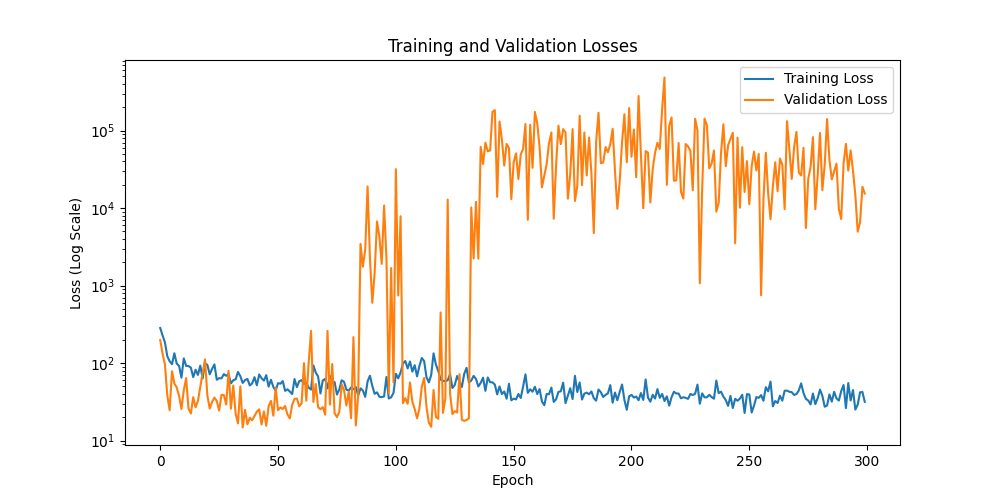 Training and Validation Losses
Training Loss
Validation Loss
Loss (Log Scale)
10^5
10^4
10^3
10^2
10^1
0 50 100 150 200 250 300
Epoch